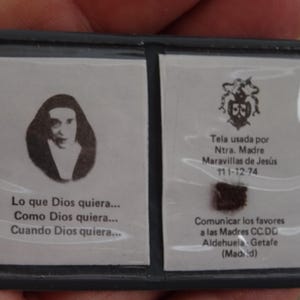 Lo que Dios quiera...
Como Dios quiera...
Cuando Dios quiera...
Tela usada por
Ntra. Madre
Maravillas de Jesús
† 11-12-74
Comunicar los favores
a las Madres CC.DD
Aldehuela-Getafe
(Madrid)